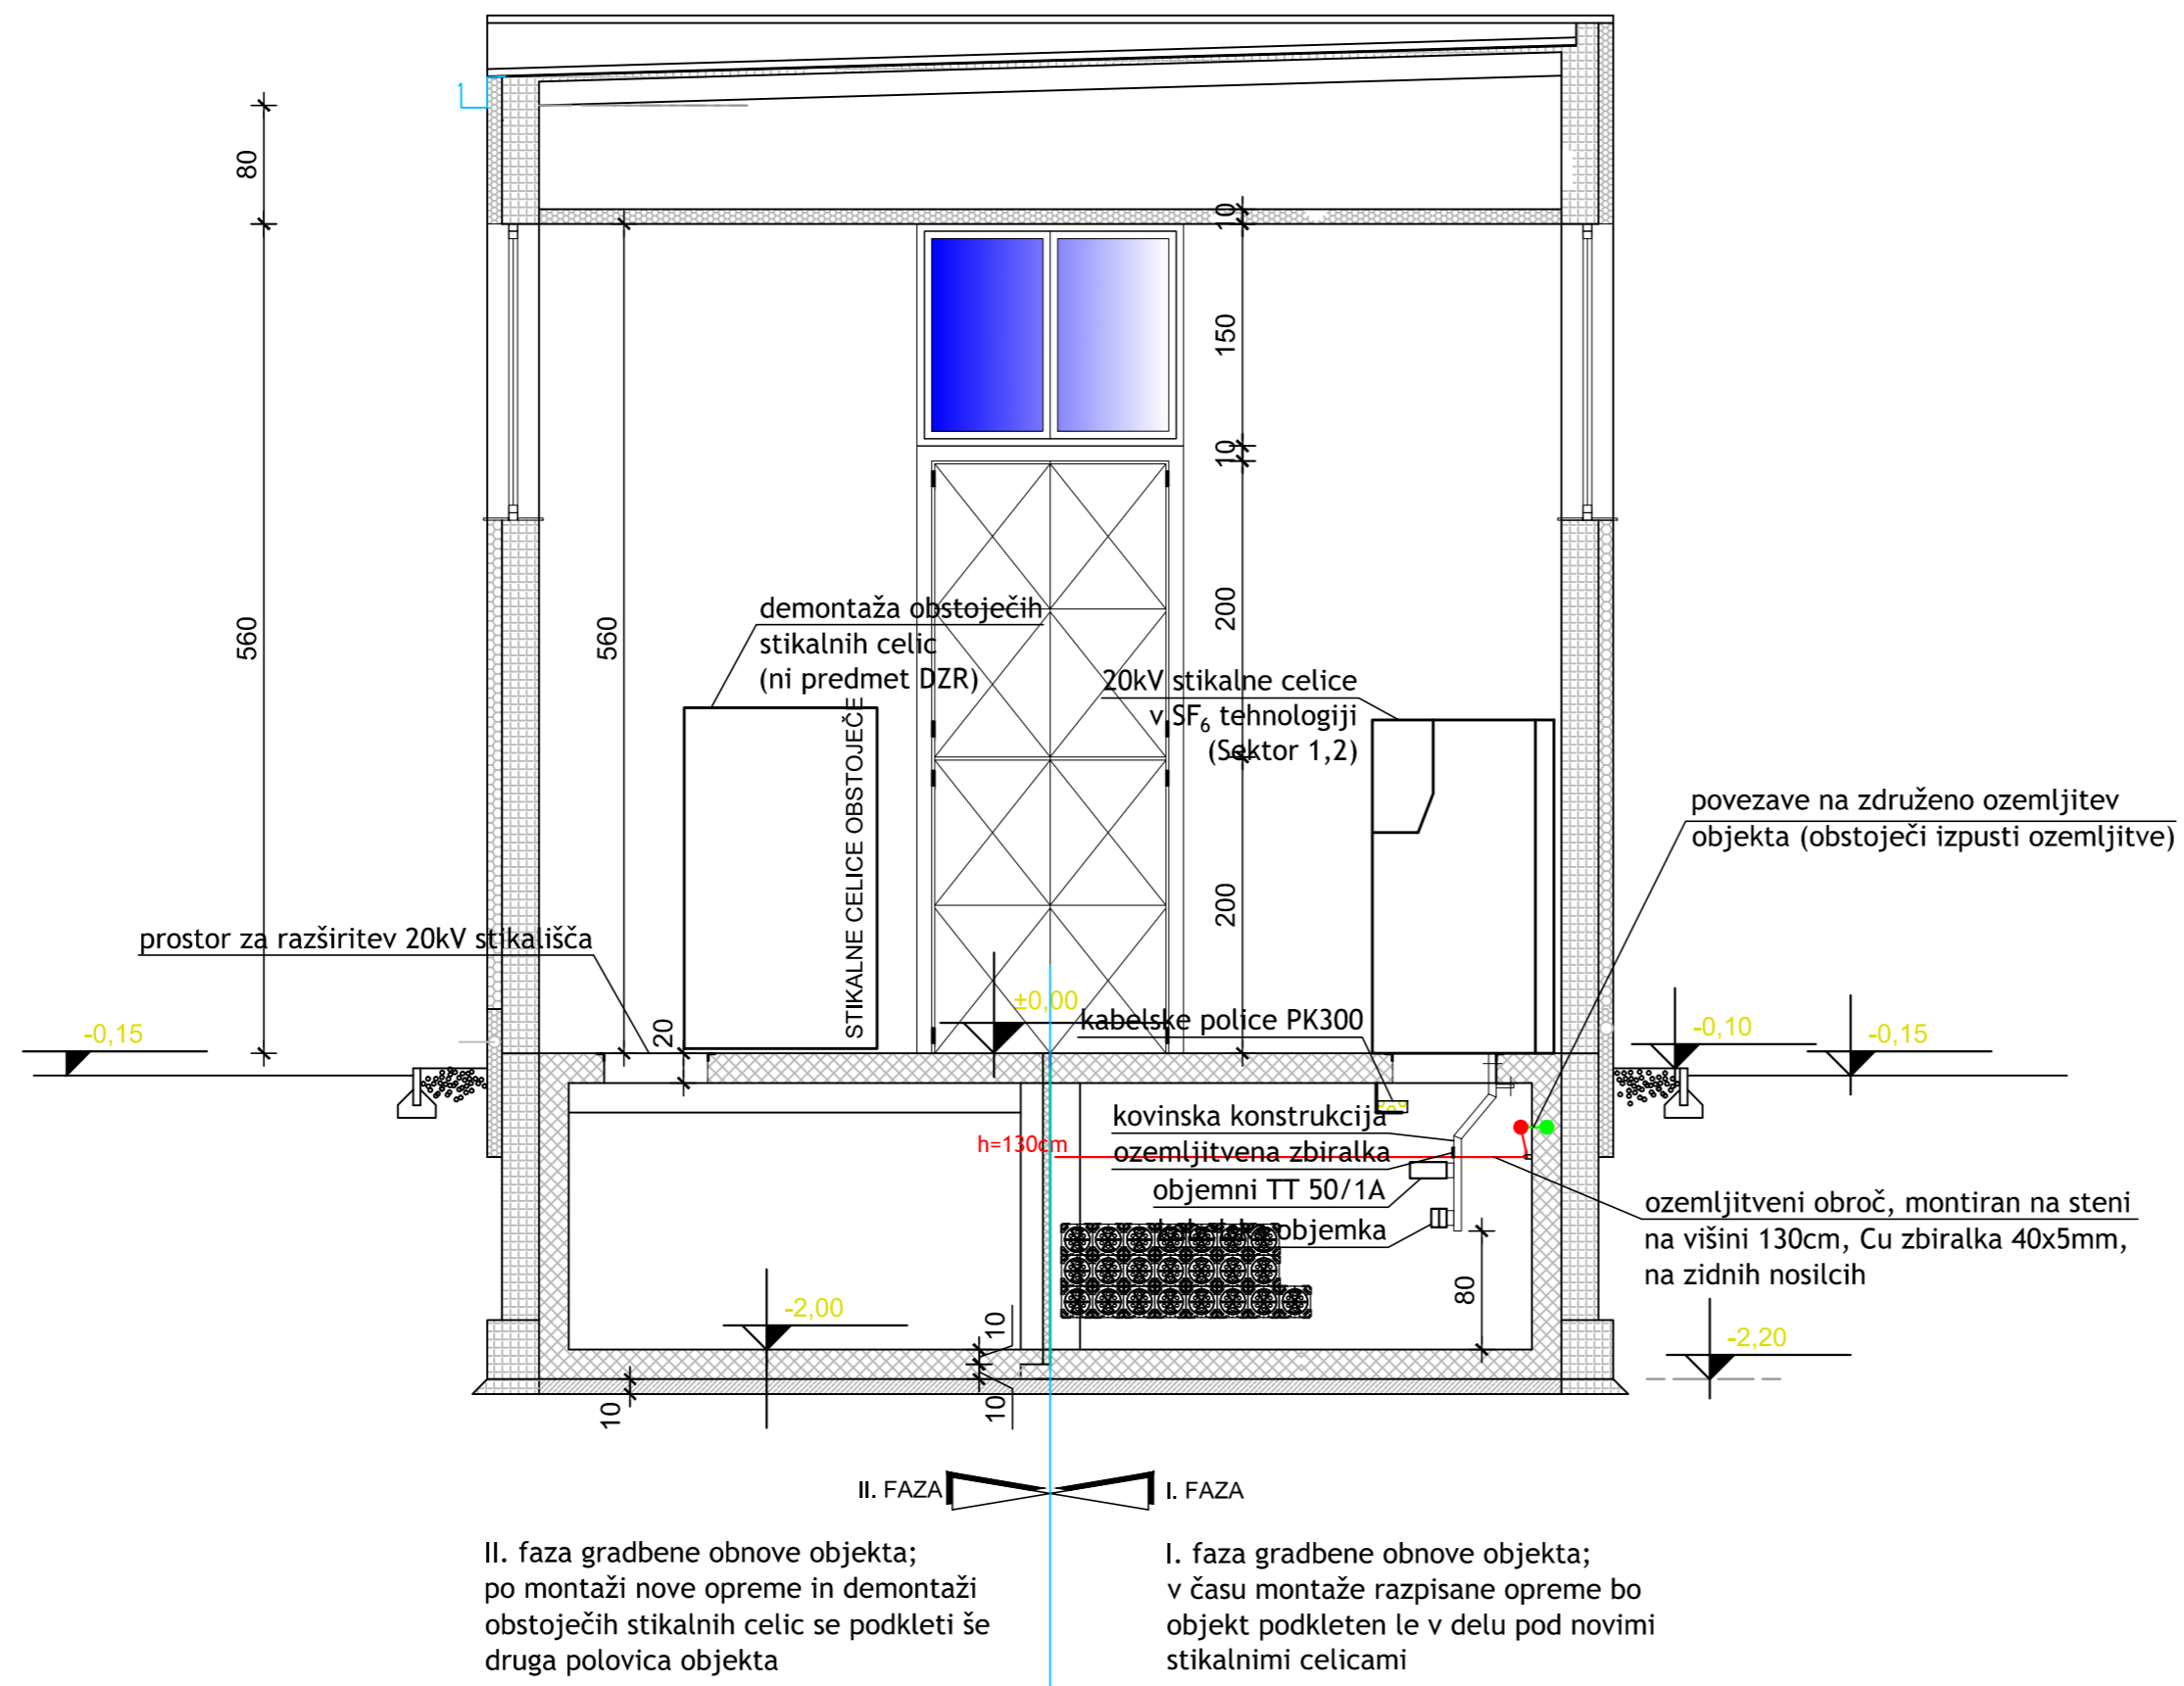 80
10
150
10
560
560
200
demontaža obstoječih
stikalnih celic
(ni predmet DZR)
20kV stikalne celice
v SF6 tehnologiji
(Sektor 1,2)
STIKALNE CELICE OBSTOJEČE
povezave na združeno ozemljitev
objekta (obstoječi izpusti ozemljitve)
200
prostor za razširitev 20kV stikališča
±0,00
kabelske police PK300
-0,15
20
-0,10
-0,15
kovinska konstrukcija
h=130cm
ozemljitvena zbiralka
objemni TT 50/1A
objemka
ozemljitveni obroč, montiran na steni
na višini 130cm, Cu zbiralka 40x5mm,
na zidnih nosilcih
80
-2,00
10
-2,20
10
10
II. FAZA
I. FAZA
II. faza gradbene obnove objekta;
po montaži nove opreme in demontaži
obstoječih stikalnih celic se podkleti še
druga polovica objekta
I. faza gradbene obnove objekta;
v času montaže razpisane opreme bo
objekt podkleten le v delu pod novimi
stikalnimi celicami